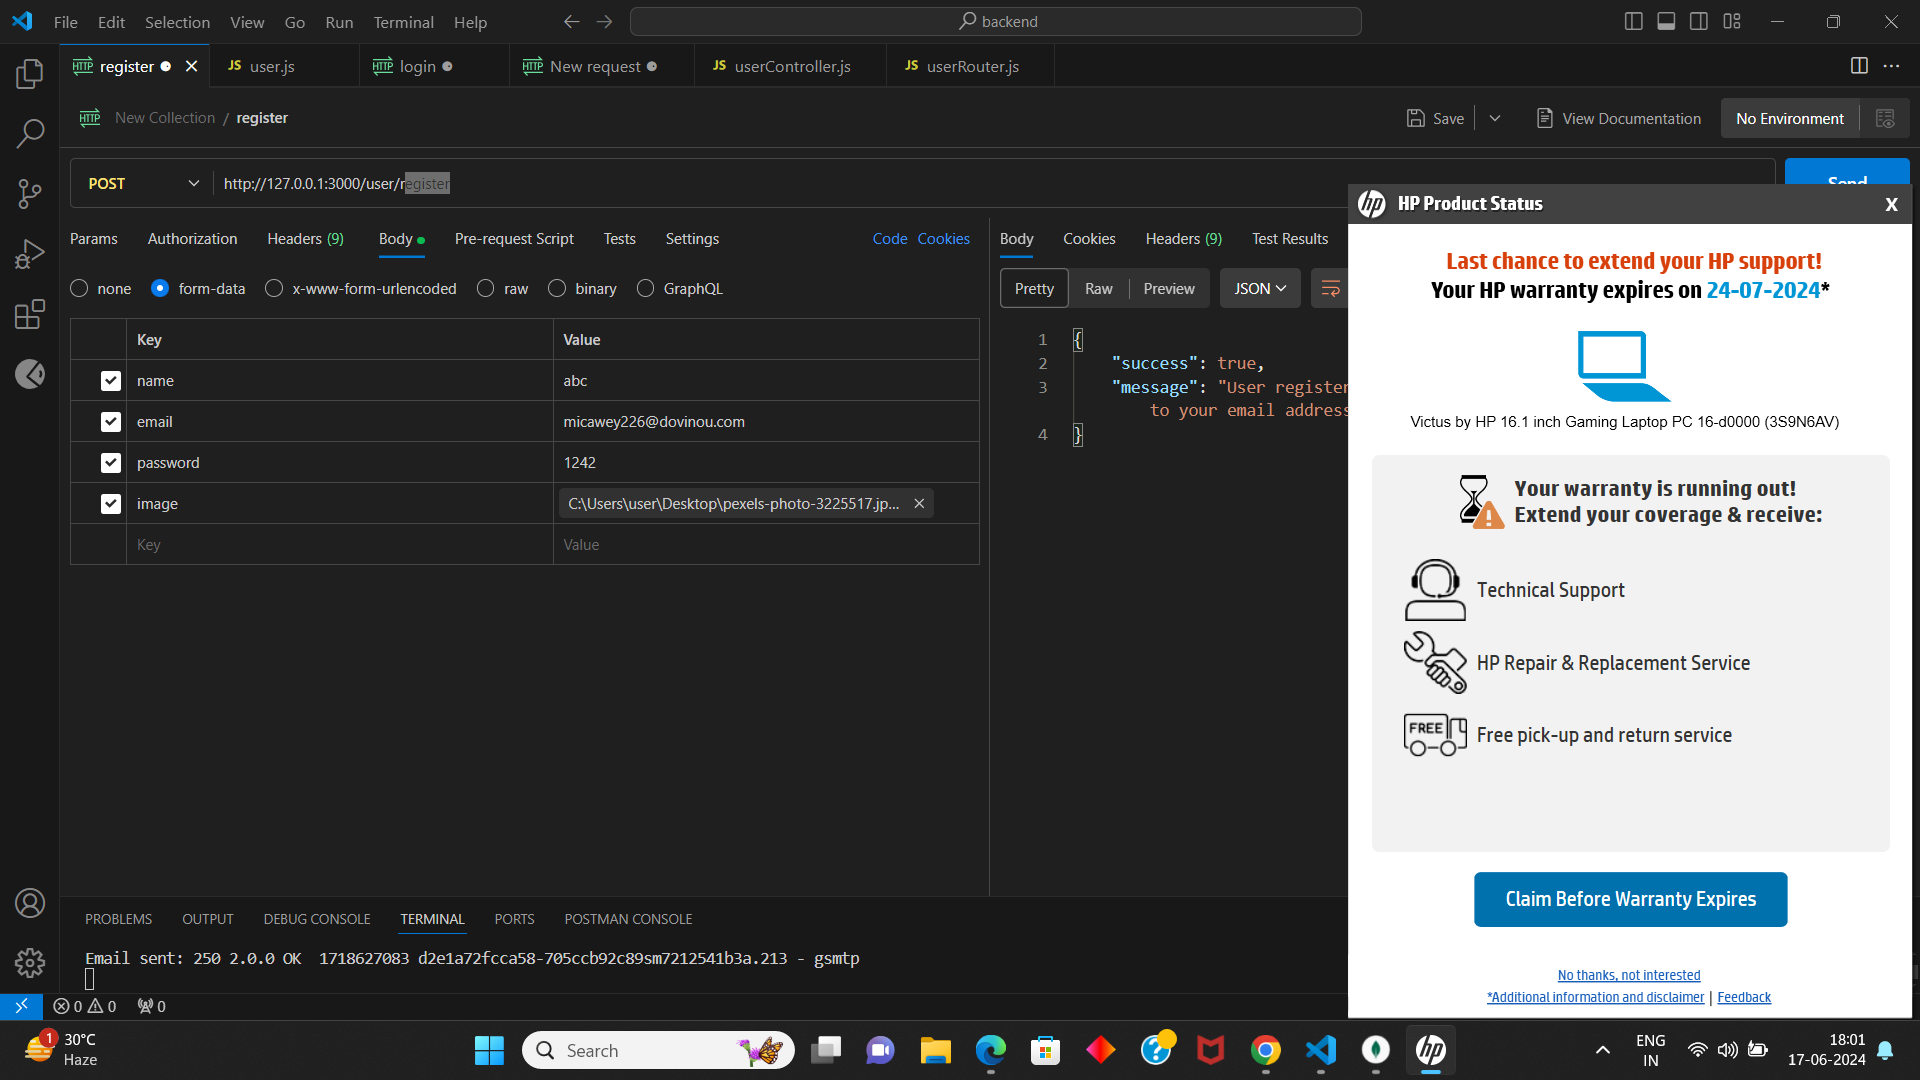 File Edit Selection View Go Run Terminal Help
backend
HTTP register
JS user.js
HTTP login
HTTP New request
JS userController.js
JS userRouter.js
HTTP New Collection / register
Save
View Documentation
No Environment
POST
http://127.0.0.1:3000/user/register
Send
Params Authorization Headers (9) Body Pre-request Script Tests Settings
Code Cookies
none form-data x-www-form-urlencoded raw binary GraphQL
Key Value
name abc
email micawey226@dovinou.com
password 1242
image C:\Users\user\Desktop\pexels-photo-3225517.jp...
Key Value
Body Cookies Headers (9) Test Results
Pretty Raw Preview JSON
1 {
2 "success": true,
3 "message": "User register
to your email address
4 }
hp HP Product Status X
Last chance to extend your HP support!
Your HP warranty expires on 24-07-2024*
Victus by HP 16.1 inch Gaming Laptop PC 16-d0000 (3S9N6AV)
Your warranty is running out!
Extend your coverage & receive:
Technical Support
HP Repair & Replacement Service
FREE Free pick-up and return service
Claim Before Warranty Expires
No thanks, not interested
*Additional information and disclaimer | Feedback
PROBLEMS OUTPUT DEBUG CONSOLE TERMINAL PORTS POSTMAN CONSOLE
Email sent: 250 2.0.0 OK 1718627083 d2e1a72fcca58-705ccb92c89sm7212541b3a.213 - gsmtp
0 0 0
1
30°C
Haze
Search
hp
ENG
IN
18:01
17-06-2024